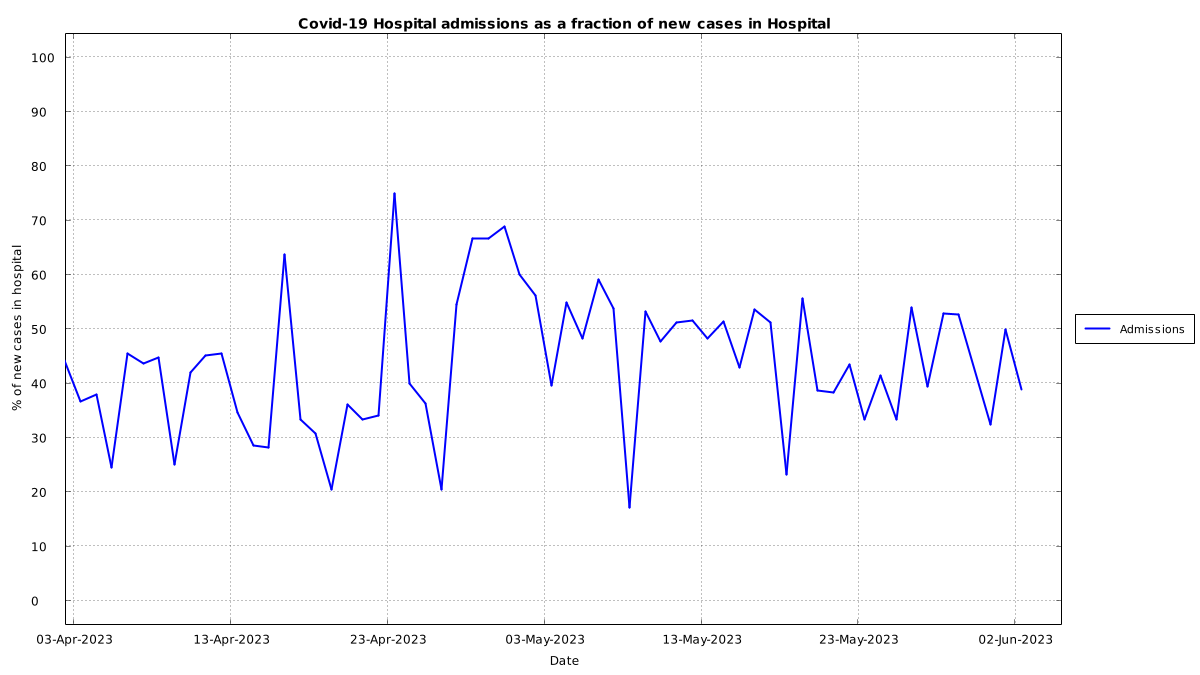 Covid-19 Hospital admissions as a fraction of new cases in Hospital
% of new cases in hospital
100
90
80
70
60
50
40
30
20
10
0
03-Apr-2023
13-Apr-2023
23-Apr-2023
03-May-2023
13-May-2023
23-May-2023
02-Jun-2023
Date
Admissions